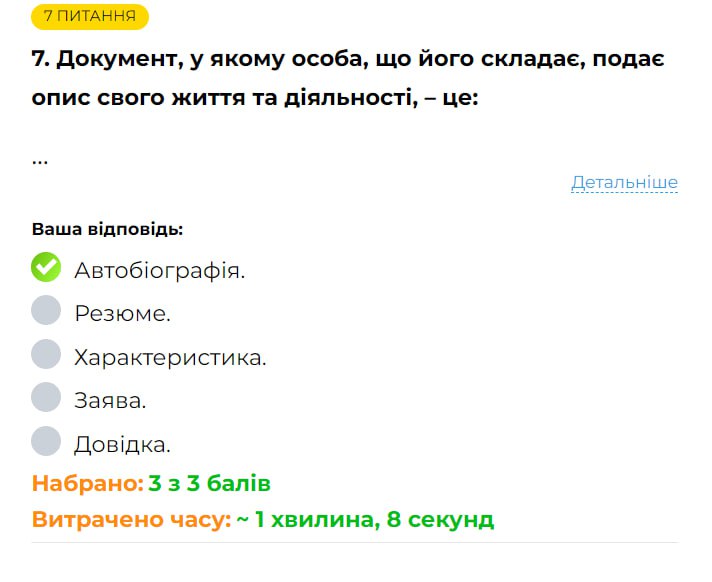 7 ПИТАННЯ
7. Документ, у якому особа, що його складає, подає
опис свого життя та діяльності, – це:
...
Детальніше
Ваша відповідь:
Автобіографія.
Резюме.
Характеристика.
Заява.
Довідка.
Набрано: 3 з 3 балів
Витрачено часу: ~ 1 хвилина, 8 секунд